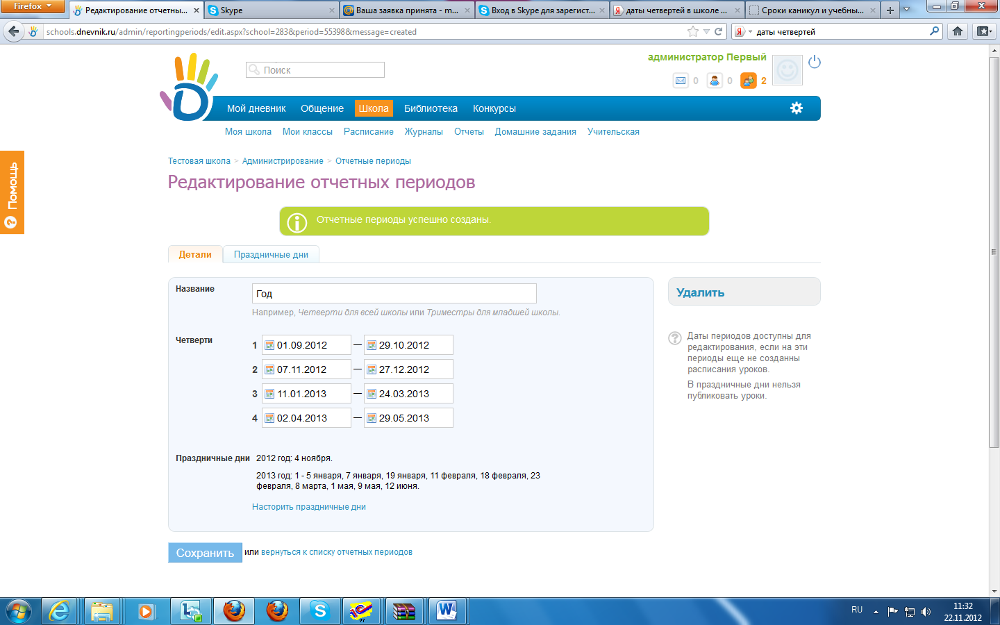 Firefox
Редактирование отчетны...
Skype
Ваша заявка принята - m...
Вход в Skype для зарегист...
даты четвертей в школе ...
Сроки каникул и учебны...
schools.dnevnik.ru/admin/reportingperiods/edit.aspx?school=283&period=55398&message=created
даты четвертей
Поиск
администратор Первый
0 0 2
Мой дневник Общение Школа Библиотека Конкурсы
Моя школа Мои классы Расписание Журналы Отчеты Домашние задания Учительская
Помощь
Тестовая школа > Администрирование > Отчетные периоды
Редактирование отчетных периодов
Отчетные периоды успешно созданы.
Детали Праздничные дни
Название Год
Например, Четверти для всей школы или Триместры для младшей школы.
Четверти 1 01.09.2012 — 29.10.2012
2 07.11.2012 — 27.12.2012
3 11.01.2013 — 24.03.2013
4 02.04.2013 — 29.05.2013
Праздничные дни 2012 год: 4 ноября.
2013 год: 1 - 5 января, 7 января, 19 января, 11 февраля, 18 февраля, 23
февраля, 8 марта, 1 мая, 9 мая, 12 июня.
Насторить праздничные дни
Сохранить или вернуться к списку отчетных периодов
Удалить
Даты периодов доступны для
редактирования, если на эти
периоды еще не созданны
расписания уроков.
В праздничные дни нельзя
публиковать уроки.
RU
11:32
22.11.2012